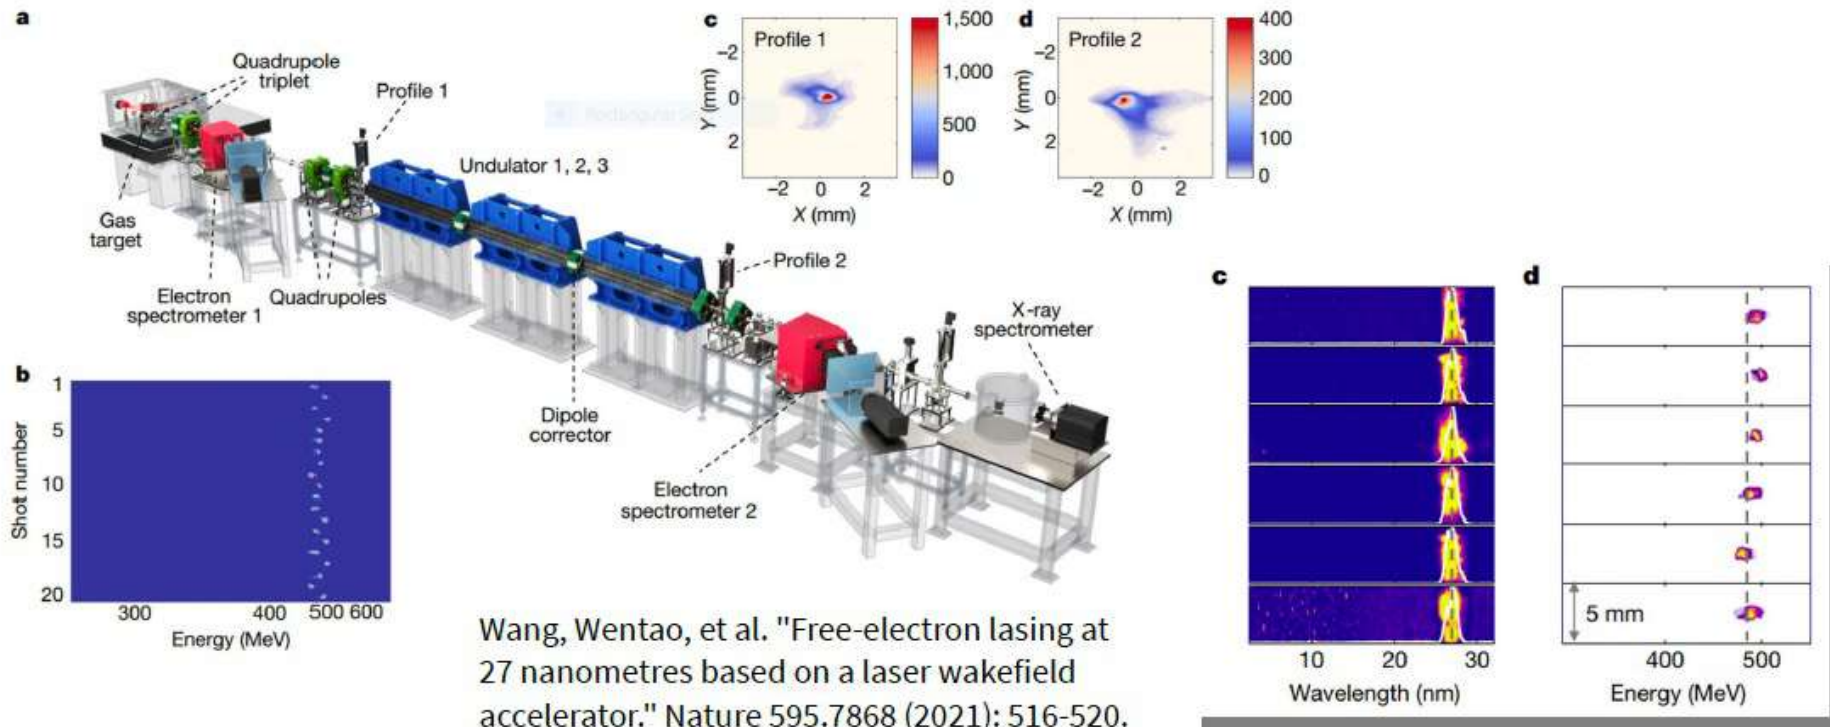 a
Quadrupole
triplet
Profile 1
Undulator 1, 2, 3
Gas
target
Electron
spectrometer 1
Quadrupoles
Profile 2
X-ray
spectrometer
Dipole
corrector
Electron
spectrometer 2
b
Shot number
1
5
10
15
20
300 400 500 600
Energy (MeV)
c
Profile 1
Y (mm)
−2
0
2
−2 0 2
X (mm)
1,500
1,000
500
0
d
Profile 2
Y (mm)
−2
0
2
−2 0 2
X (mm)
400
300
200
100
0
c
10 20 30
Wavelength (nm)
d
5 mm
400 500
Energy (MeV)
Wang, Wentao, et al. "Free-electron lasing at
27 nanometres based on a laser wakefield
accelerator." Nature 595.7868 (2021): 516-520.